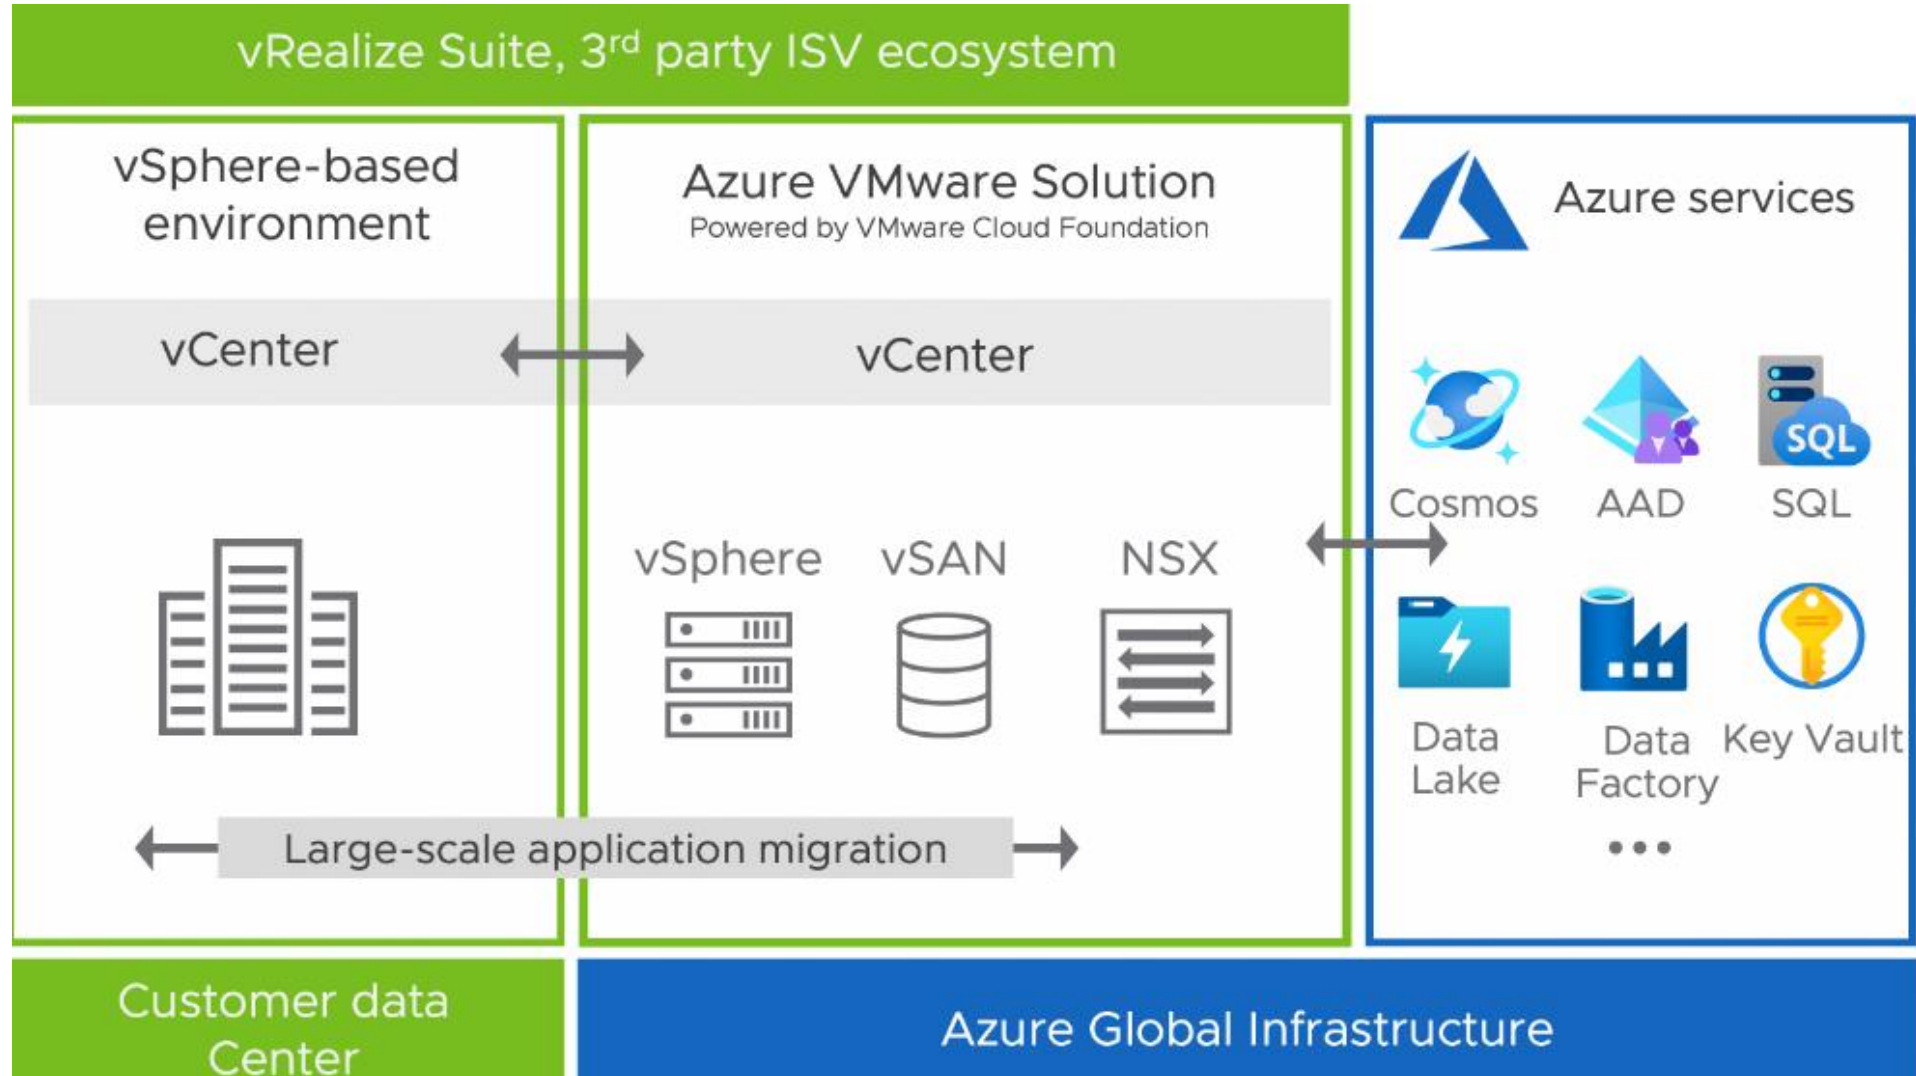 vRealize Suite, 3rd party ISV ecosystem
vSphere-based
environment
vCenter
Azure VMware Solution
Powered by VMware Cloud Foundation
vCenter
vSphere
vSAN
NSX
Large-scale application migration
Azure services
Cosmos
AAD
SQL
SQL
Data
Lake
Data
Factory
Key Vault
...
Customer data
Center
Azure Global Infrastructure